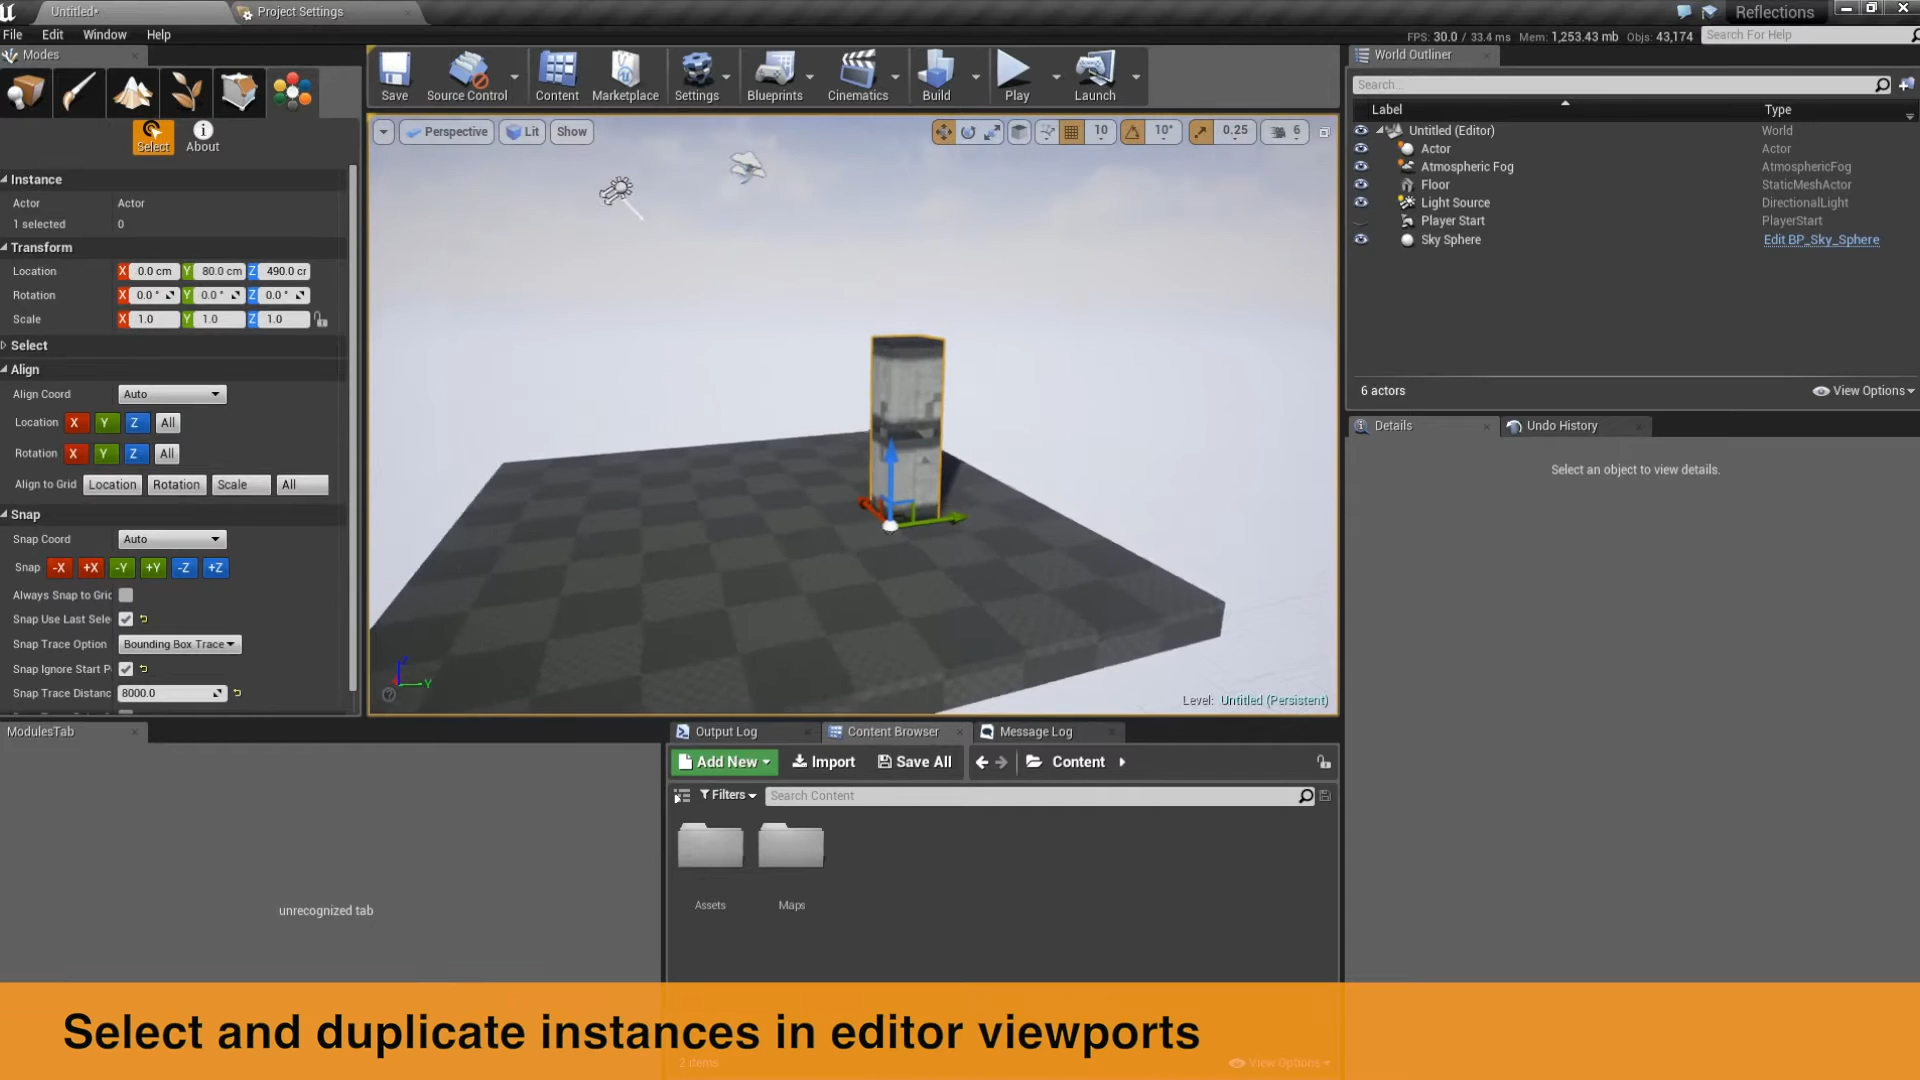 Untitled*
Project Settings
Reflections
File Edit Window Help
FPS: 30.0 / 33.4 ms Mem: 1,253.43 mb Objs: 43,174
Search For Help
Modes
Select
About
Instance
Actor Actor
1 selected 0
Transform
Location X 0.0 cm Y 80.0 cm Z 490.0 cm
Rotation X 0.0 ° Y 0.0 ° Z 0.0 °
Scale X 1.0 Y 1.0 Z 1.0
Select
Align
Align Coord Auto
Location X Y Z All
Rotation X Y Z All
Align to Grid Location Rotation Scale All
Snap
Snap Coord Auto
Snap -X +X -Y +Y -Z +Z
Always Snap to Gric
Snap Use Last Sele
Snap Trace Option Bounding Box Trace
Snap Ignore Start P
Snap Trace Distanc 8000.0
Save Source Control Content Marketplace Settings Blueprints Cinematics Build Play Launch
Perspective Lit Show
10 10° 0.25 6
Z
Y
Level: Untitled (Persistent)
World Outliner
Search...
Label Type
Untitled (Editor) World
Actor Actor
Atmospheric Fog AtmosphericFog
Floor StaticMeshActor
Light Source DirectionalLight
Player Start PlayerStart
Sky Sphere Edit BP_Sky_Sphere
6 actors View Options
Details
Undo History
Select an object to view details.
ModulesTab
unrecognized tab
Output Log
Content Browser
Message Log
Add New Import Save All Content
Filters Search Content
Assets Maps
Select and duplicate instances in editor viewports
2 items View Options